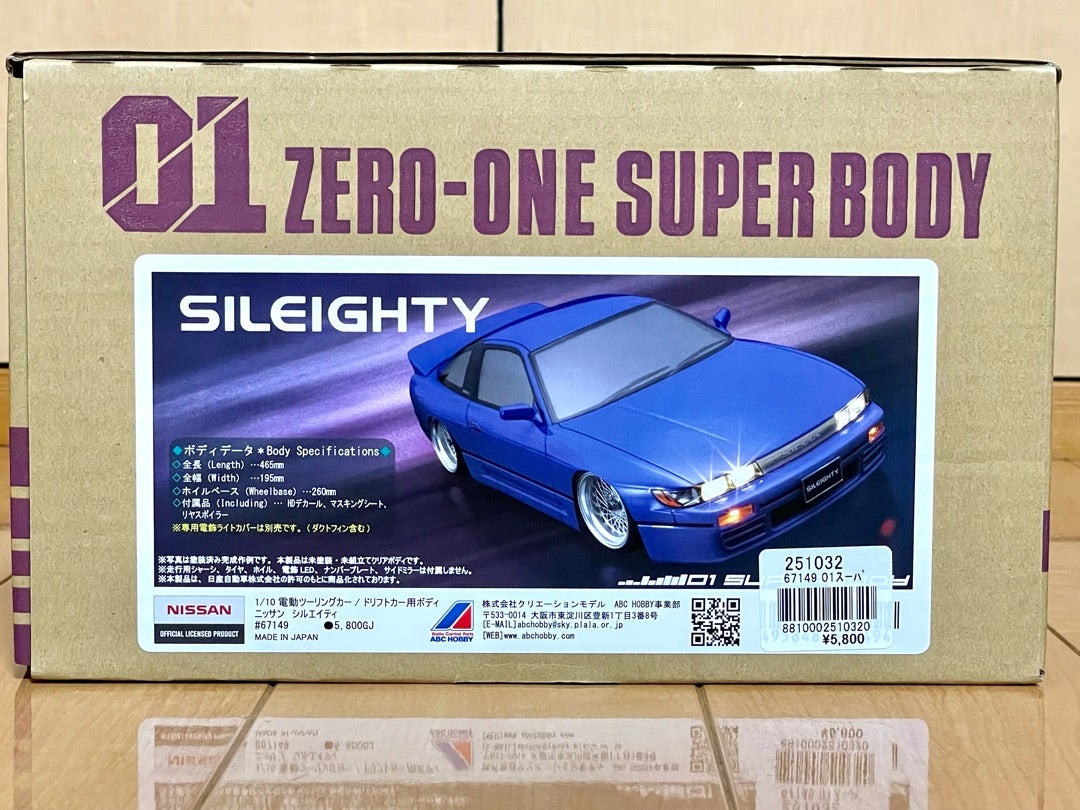 01 ZERO-ONE SUPER BODY
SILEIGHTY
◆ボディデータ＊Body Specifications◆
◇全長 (Length) …465mm
◇全幅 (Width) …195mm
◇ホイルベース (Wheelbase) …260mm
◇付属品 (Including) … HDデカール、マスキングシート、
リヤスポイラー
※専用電飾ライトカバーは別売です。(ダクトフィン含む)
SILEIGHTY
※写真は塗装済み完成作例です。本製品は未塗装・未組立てクリアボディです。
※走行用シャーシ、タイヤ、ホイル、電飾LED、ナンバープレート、サイドミラーは付属しません。
※本製品は、日産自動車株式会社の許可のもとに商品化されております。
01
NISSAN
OFFICIAL LICENSED PRODUCT
1/10 電動ツーリングカー / ドリフトカー用ボディ
ニッサン シルエイティ
#67149 ●5,800GJ
MADE IN JAPAN
Radio Control Parts
ABC HOBBY
株式会社クリエーションモデル ABC HOBBY事業部
〒533-0014 大阪市東淀川区豊新1丁目3番8号
[E-MAIL]abchobby@sky.plala.or.jp
[WEB]www.abchobby.com
251032
67149 01スーパ
8810002510320
¥5,800